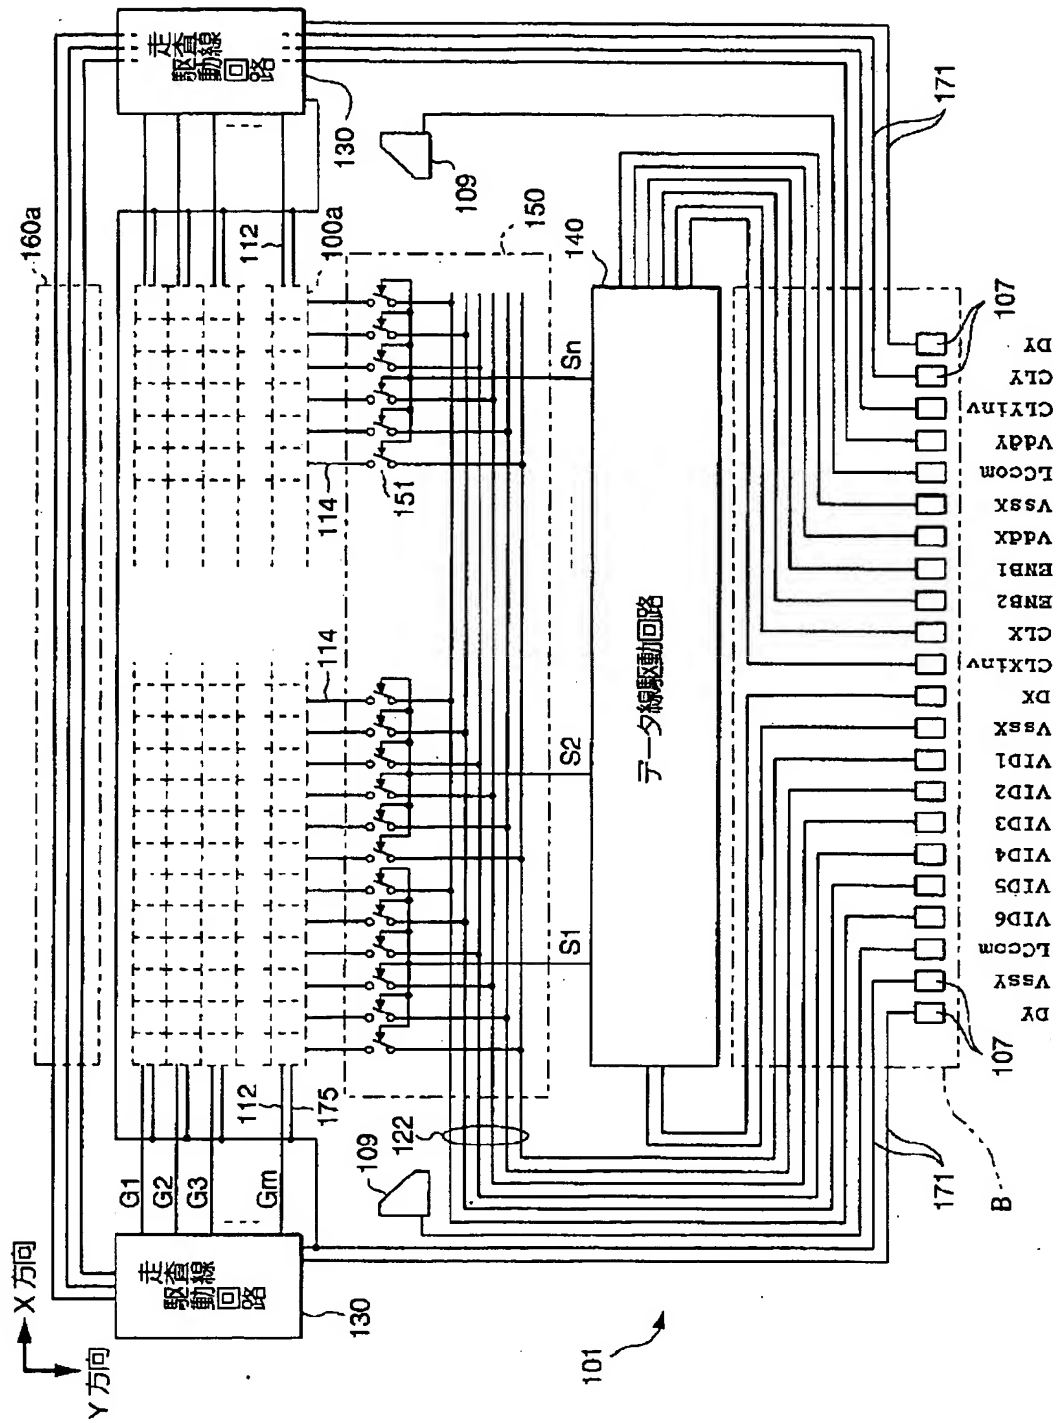 X 方向
Y 方向
160a
走査線
駆動回路
130
G1
G2
G3
Gm
112
175
112
100a
走査線
駆動回路
130
114
114
151
109
109
150
122
S1
S2
Sn
140
データ線駆動回路
101
171
171
B
107
107
DY
VssY
LCcom
VID6
VID5
VID4
VID3
VID2
VID1
VssX
DX
CLXinv
CLX
ENB2
ENB1
VddX
VssX
LCcom
VddY
CLYinv
CLY
DY